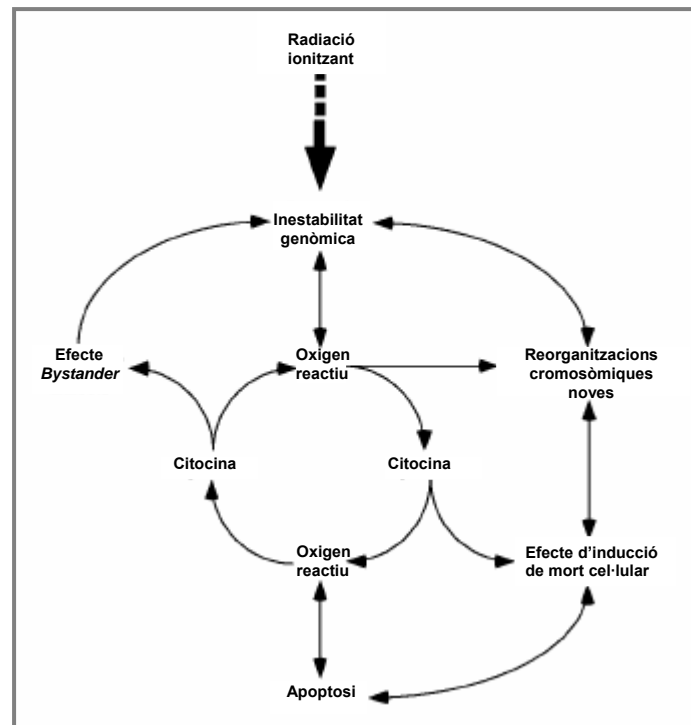 Radiació
ionitzant
Inestabilitat
genòmica
Efecte
Bystander
Oxigen
reactiu
Reorganitzacions
cromosòmiques
noves
Citocina
Citocina
Oxigen
reactiu
Efecte d’inducció
de mort cel·lular
Apoptosi